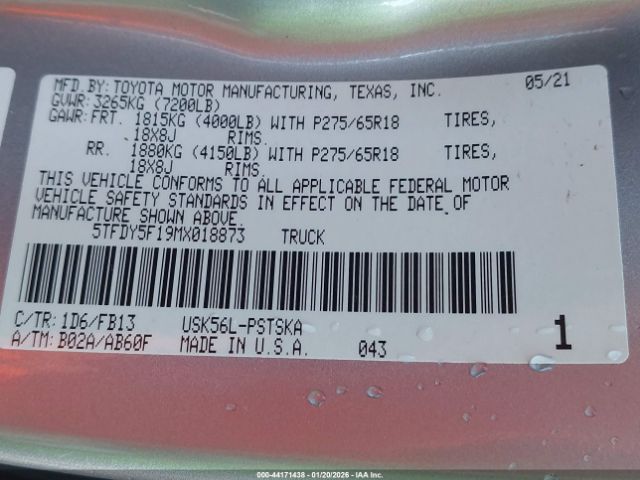 MFD.BY:TOYOTA MOTOR MANUFACTURING, TEXAS, INC. 05/21
GVWR:3265KG (7200LB)
GAWR:FRT. 1815KG (4000LB) WITH P275/65R18 TIRES,
18X8J RIMS.
RR. 1880KG (4150LB) WITH P275/65R18 TIRES,
18X8J RIMS.
THIS VEHICLE CONFORMS TO ALL APPLICABLE FEDERAL MOTOR
VEHICLE SAFETY STANDARDS IN EFFECT ON THE DATE OF
MANUFACTURE SHOWN ABOVE.
5TFDY5F19MX018873 TRUCK
C/TR: 1D6/FB13 USK56L-PSTSKA
A/TM: B02A/AB60F MADE IN U.S.A. 043 1
000-44171438 - 01/20/2026 - IAA Inc.